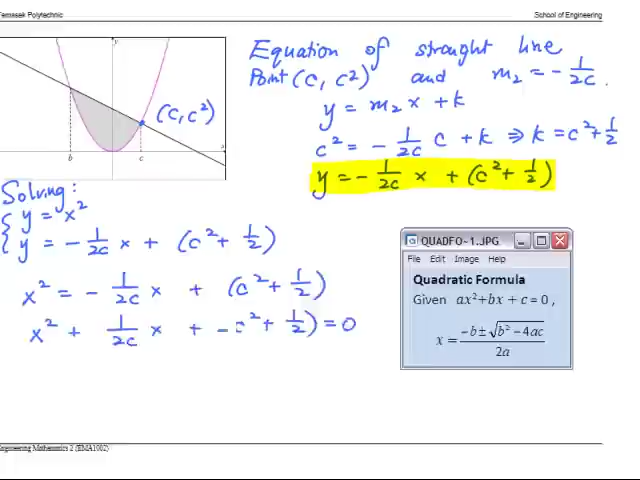 Temasek Polytechnic
School of Engineering
y
x
(c, c²)
b
c
Equation of straight line
Point (c, c²) and m₂ = - 1/2c.
y = m₂ x + k
c² = - 1/2c c + k ⇒ k = c² + 1/2
y = - 1/2c x + (c² + 1/2)
Solving :
{ y = x²
{ y = - 1/2c x + (c² + 1/2)
x² = - 1/2c x + (c² + 1/2)
x² + 1/2c x + - c² + 1/2) = 0
QUADFO~1.JPG
File Edit Image Help
Quadratic Formula
Given ax²+bx + c = 0 ,
x = -b ± √b² - 4ac / 2a
Engineering Mathematics 2 (EMA1002)